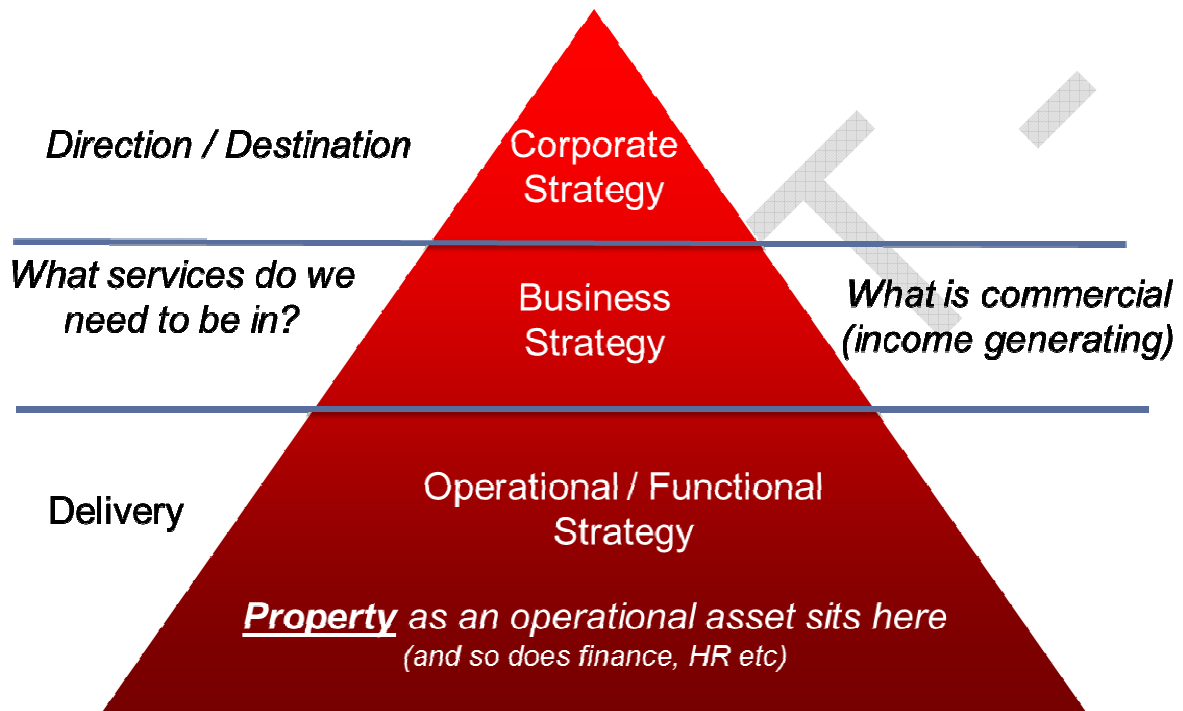 Direction / Destination
Corporate
Strategy
What services do we
need to be in?
Business
Strategy
What is commercial
(income generating)
Delivery
Operational / Functional
Strategy
Property as an operational asset sits here
(and so does finance, HR etc)